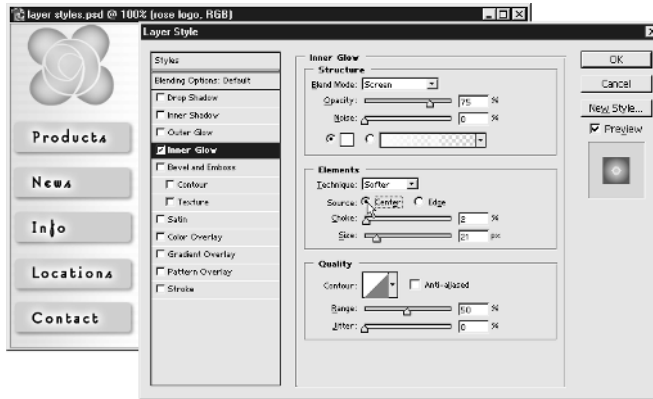 layer styles.psd @ 100% (rose logo, RGB)
Products
News
Info
Locations
Contact
Layer Style
Styles
Blending Options: Default
Drop Shadow
Inner Shadow
Outer Glow
Inner Glow
Bevel and Emboss
Contour
Texture
Satin
Color Overlay
Gradient Overlay
Pattern Overlay
Stroke
Inner Glow
Structure
Blend Mode: Screen
Opacity: 75 %
Noise: 0 %
Elements
Technique: Softer
Source: Center Edge
Choke: 2 %
Size: 21 px
Quality
Contour: Anti-aliased
Range: 50 %
Jitter: 0 %
OK
Cancel
New Style...
Preview